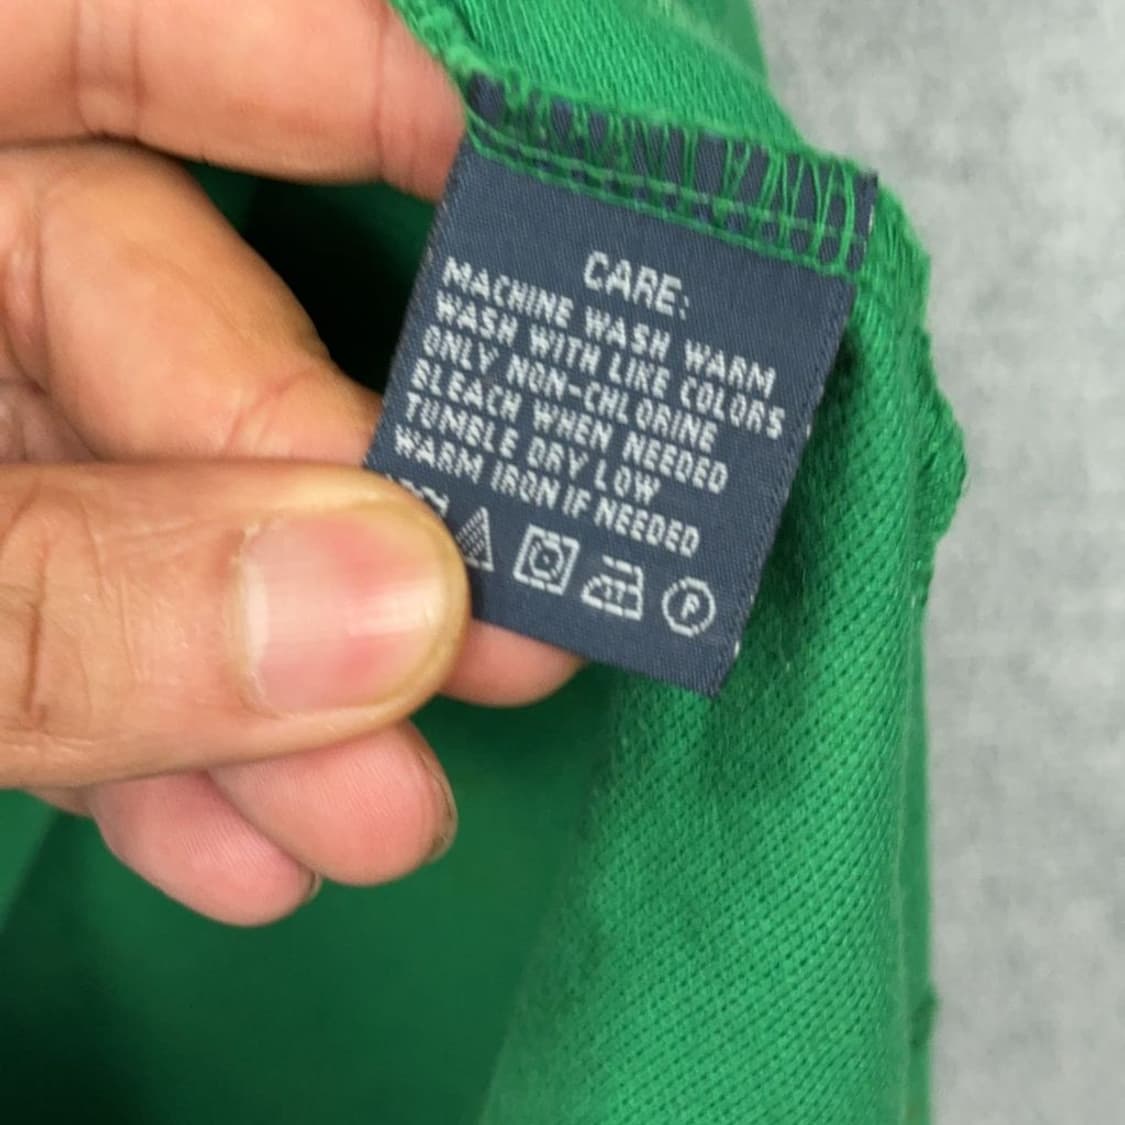 CARE:
MACHINE WASH WARM
WASH WITH LIKE COLORS
ONLY NON-CHLORINE
BLEACH WHEN NEEDED
TUMBLE DRY LOW
WARM IRON IF NEEDED
P